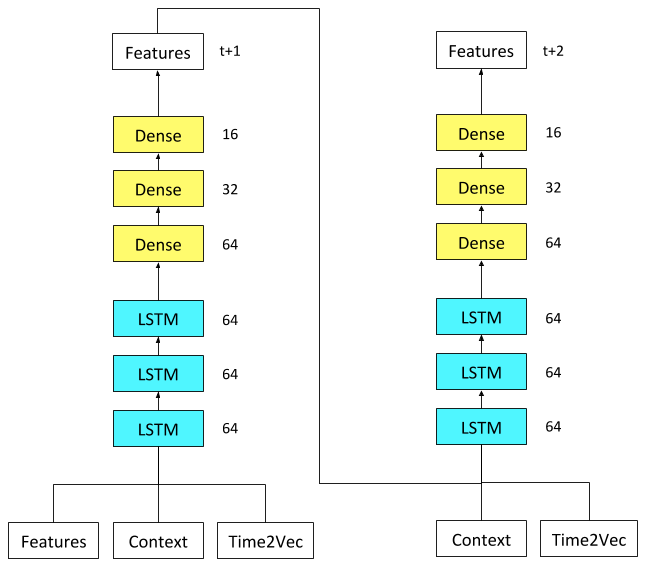 Features t+1
Dense 16
Dense 32
Dense 64
LSTM 64
LSTM 64
LSTM 64
Features Context Time2Vec
Features t+2
Dense 16
Dense 32
Dense 64
LSTM 64
LSTM 64
LSTM 64
Context Time2Vec